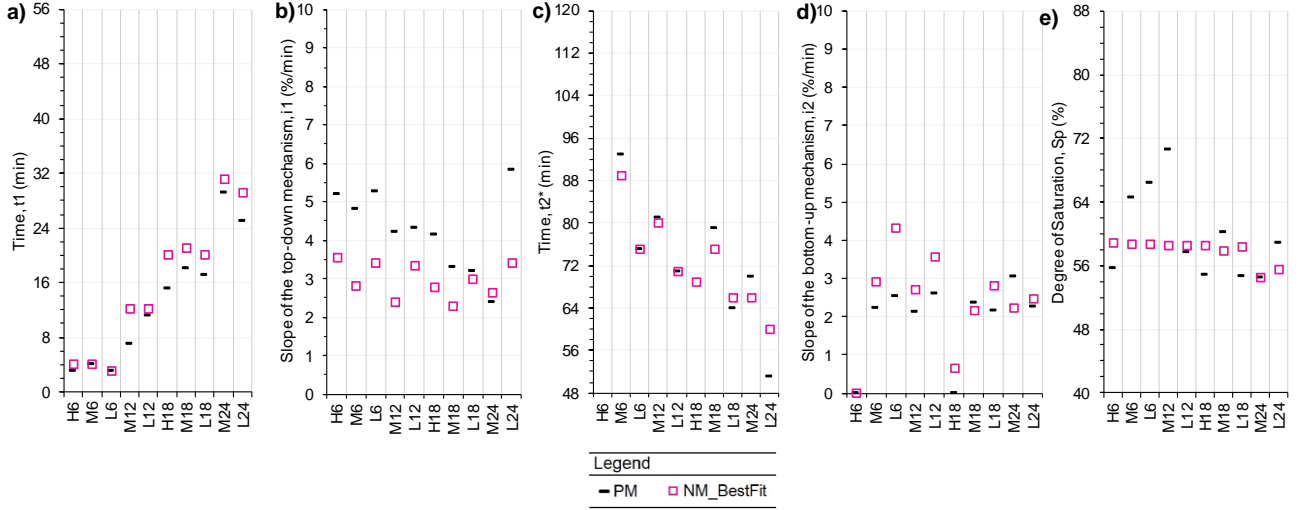 a)
Time, t1 (min)
56
48
40
32
24
16
8
0
H6 M6 L6 M12 L12 H18 M18 L18 M24 L24
b)
Slope of the top-down mechanism, i1 (%/min)
10
9
8
7
6
5
4
3
2
1
0
H6 M6 L6 M12 L12 H18 M18 L18 M24 L24
c)
Time, t2* (min)
120
112
104
96
88
80
72
64
56
48
H6 M6 L6 M12 L12 H18 M18 L18 M24 L24
d)
Slope of the bottom-up mechanism, i2 (%/min)
10
9
8
7
6
5
4
3
2
1
0
H6 M6 L6 M12 L12 H18 M18 L18 M24 L24
e)
Degree of Saturation, Sp (%)
88
80
72
64
56
48
40
H6 M6 L6 M12 L12 H18 M18 L18 M24 L24
Legend
PM NM_BestFit